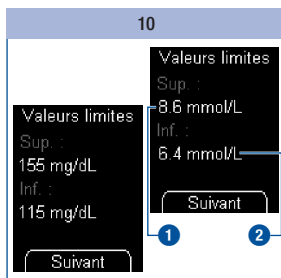 10
Valeurs limites
Sup. :
155 mg/dL
Inf. :
115 mg/dL
Suivant
Valeurs limites
Sup. :
8.6 mmol/L
Inf. :
6.4 mmol/L
Suivant
1
2